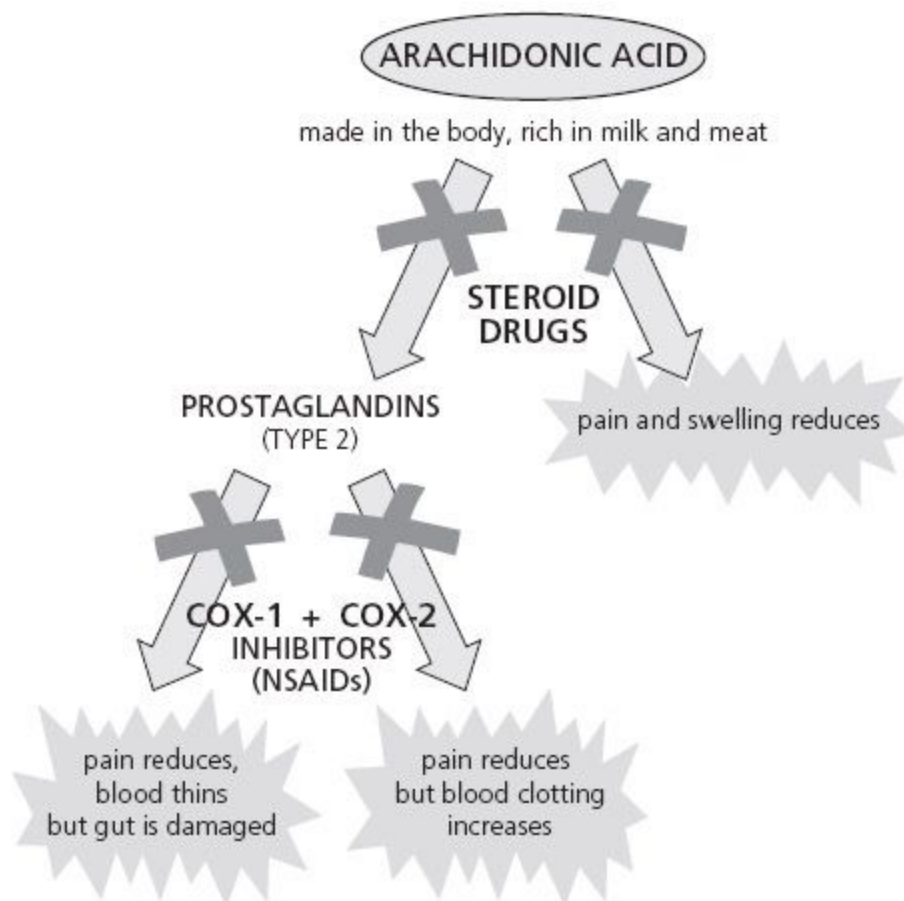 ARACHIDONIC ACID
made in the body, rich in milk and meat
STEROID
DRUGS
PROSTAGLANDINS
(TYPE 2)
pain and swelling reduces
COX-1 + COX-2
INHIBITORS
(NSAIDs)
pain reduces,
blood thins
but gut is damaged
pain reduces
but blood clotting
increases